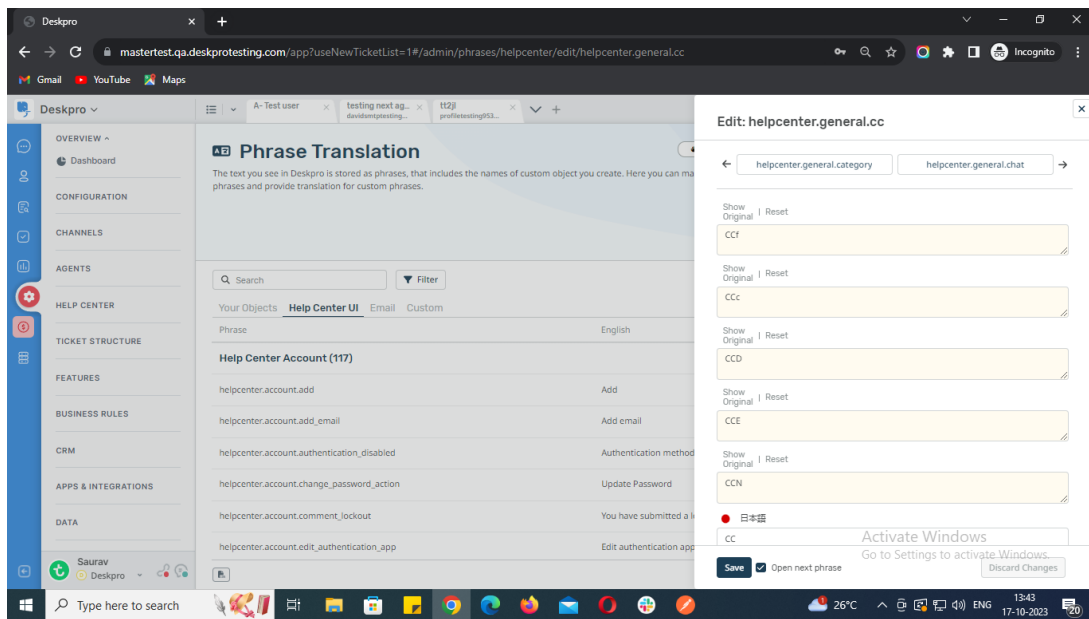 Deskpro
mastertest.qa.deskprotesting.com/app?useNewTicketList=1#/admin/phrases/helpcenter/edit/helpcenter.general.cc
Incognito
Gmail
YouTube
Maps
Deskpro
A- Test user
testing next ag...
davidsmtptesting...
tt2jl
profiletesting953...
OVERVIEW
Dashboard
CONFIGURATION
CHANNELS
AGENTS
HELP CENTER
TICKET STRUCTURE
FEATURES
BUSINESS RULES
CRM
APPS & INTEGRATIONS
DATA
Saurav
Deskpro
Phrase Translation
The text you see in Deskpro is stored as phrases, that includes the names of custom object you create. Here you can ma
phrases and provide translation for custom phrases.
Search
Filter
Your Objects Help Center UI Email Custom
Phrase English
Help Center Account (117)
helpcenter.account.add Add
helpcenter.account.add_email Add email
helpcenter.account.authentication_disabled Authentication method
helpcenter.account.change_password_action Update Password
helpcenter.account.comment_lockout You have submitted a l
helpcenter.account.edit_authentication_app Edit authentication app
Edit: helpcenter.general.cc
helpcenter.general.category
helpcenter.general.chat
Show
Original | Reset
CCf
Show
Original | Reset
CCc
Show
Original | Reset
CCD
Show
Original | Reset
CCE
Show
Original | Reset
CCN
日本語
CC
Activate Windows
Go to Settings to activate Windows.
Save
Open next phrase
Discard Changes
Type here to search
26°C
ENG
13:43
17-10-2023
20